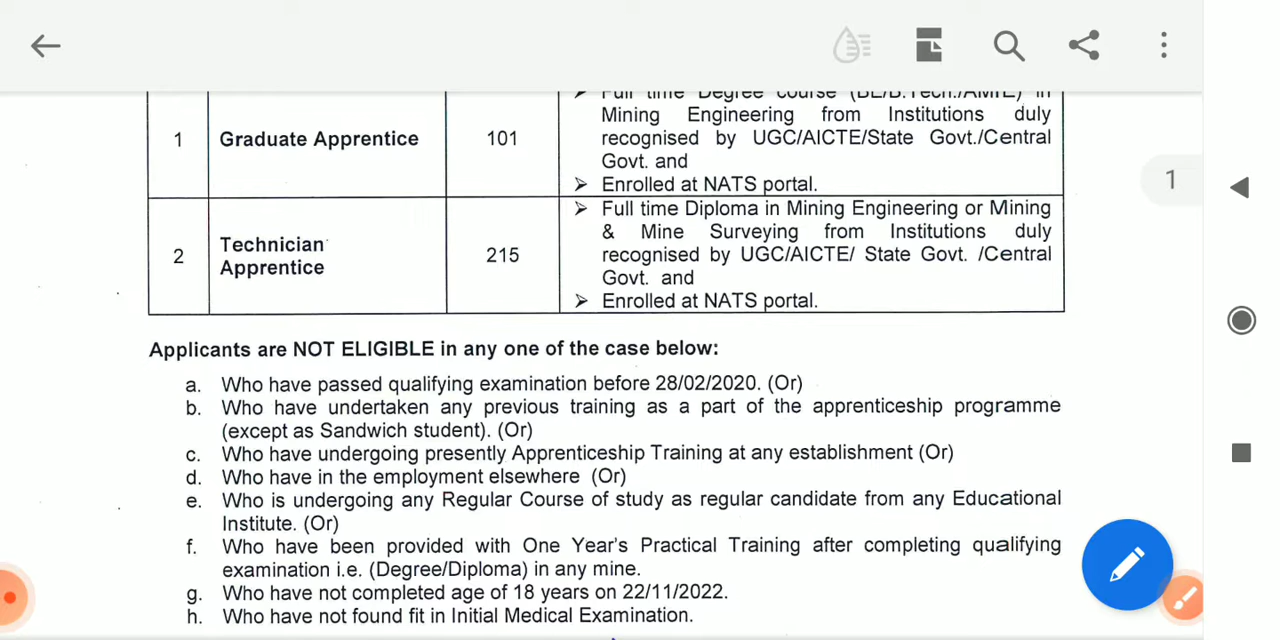 Full time Degree course (BE/B.Tech./AMIE) in
Mining Engineering from Institutions duly
1 Graduate Apprentice 101 recognised by UGC/AICTE/State Govt./Central
Govt. and
➢ Enrolled at NATS portal.
1
➢ Full time Diploma in Mining Engineering or Mining
& Mine Surveying from Institutions duly
2 Technician Apprentice 215 recognised by UGC/AICTE/ State Govt. /Central
Govt. and
➢ Enrolled at NATS portal.
Applicants are NOT ELIGIBLE in any one of the case below:
a. Who have passed qualifying examination before 28/02/2020. (Or)
b. Who have undertaken any previous training as a part of the apprenticeship programme
(except as Sandwich student). (Or)
c. Who have undergoing presently Apprenticeship Training at any establishment (Or)
d. Who have in the employment elsewhere (Or)
e. Who is undergoing any Regular Course of study as regular candidate from any Educational
Institute. (Or)
f. Who have been provided with One Year's Practical Training after completing qualifying
examination i.e. (Degree/Diploma) in any mine.
g. Who have not completed age of 18 years on 22/11/2022.
h. Who have not found fit in Initial Medical Examination.